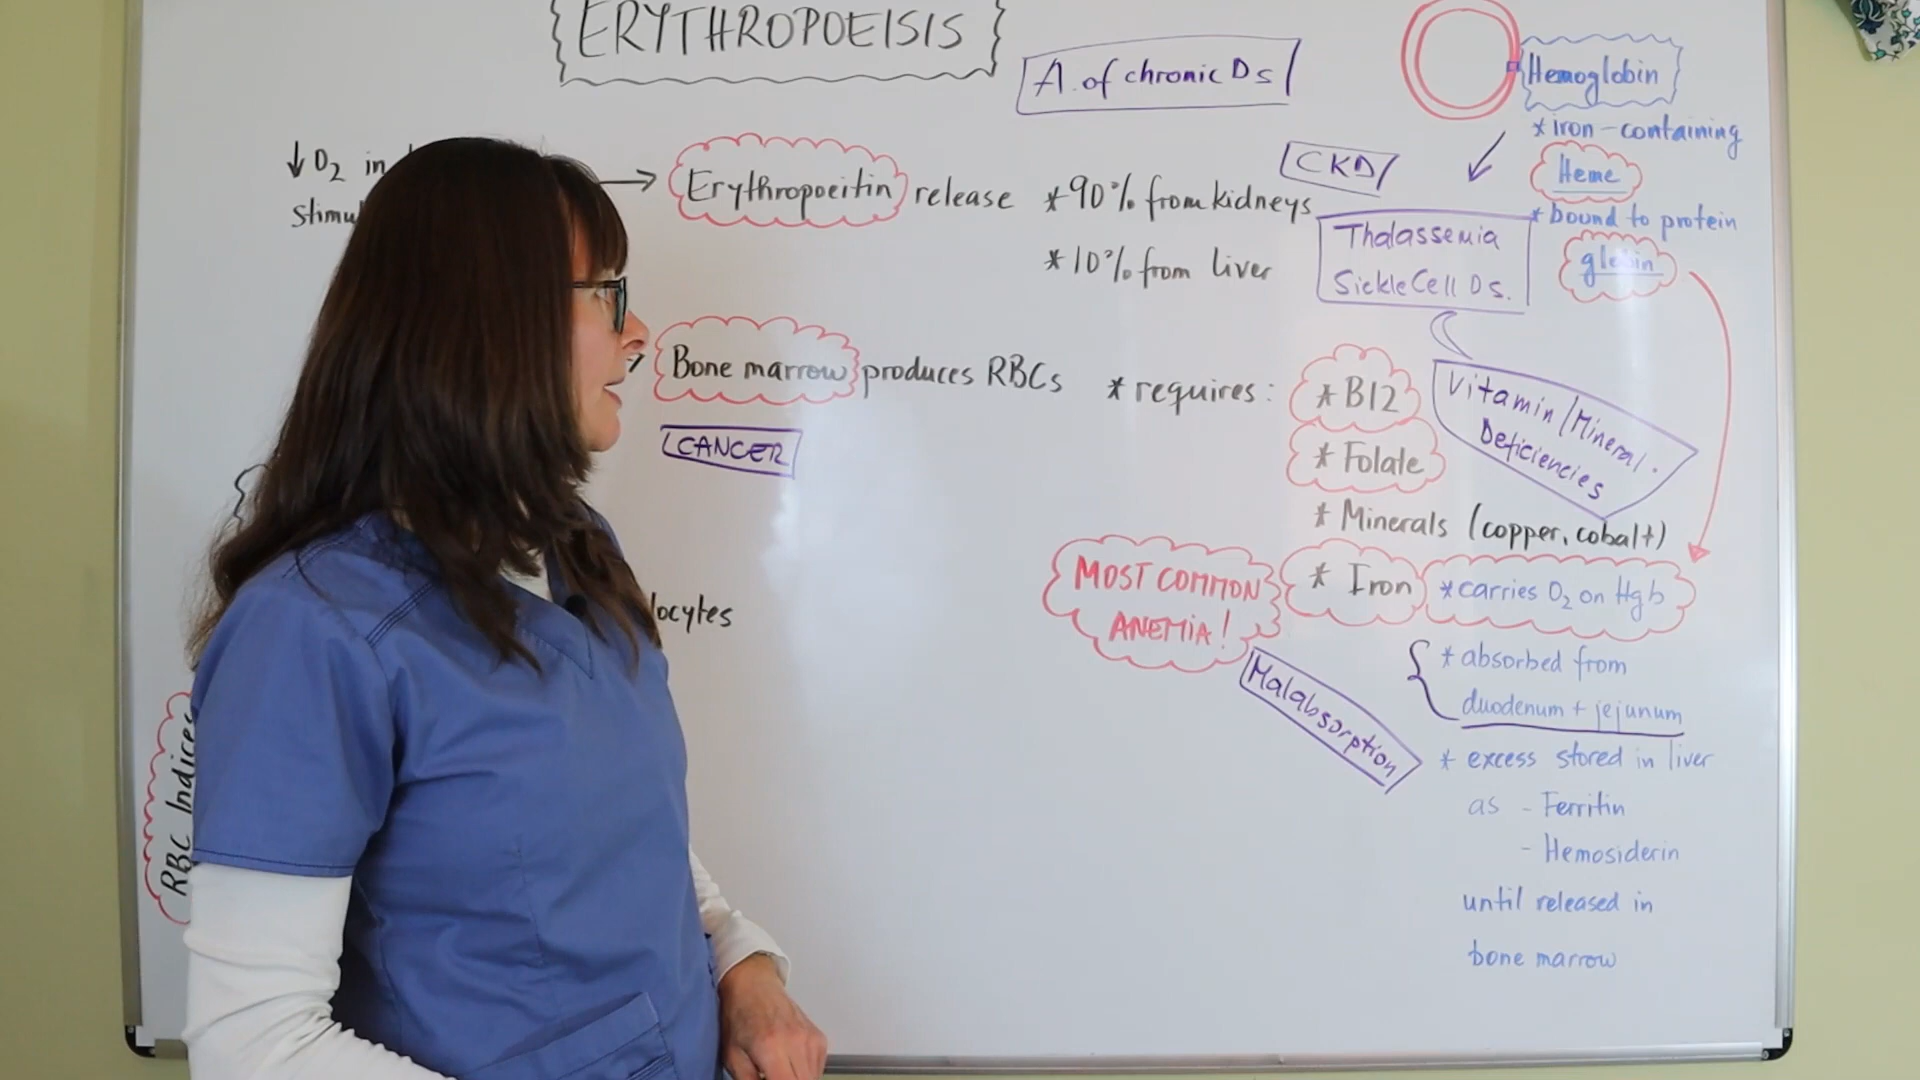 ERYTHROPOEISIS
A. of chronic Ds
Hemoglobin
* iron-containing
Heme
* bound to protein
globin
↓ O2 in
→ Erythropoeitin release
* 90% from kidneys
* 10% from liver
CKD
Thalassemia
Sickle Cell Ds.
Bone marrow produces RBCs
* requires:
* B12
* Folate
* Minerals (copper, cobalt)
* Iron
Vitamin/Mineral.
Deficiencies
CANCER
MOST COMMON
ANEMIA!
* carries O2 on Hgb
* absorbed from
duodenum + jejunum
Malabsorption
* excess stored in liver
as - Ferritin
- Hemosiderin
until released in
bone marrow
RBC Indices